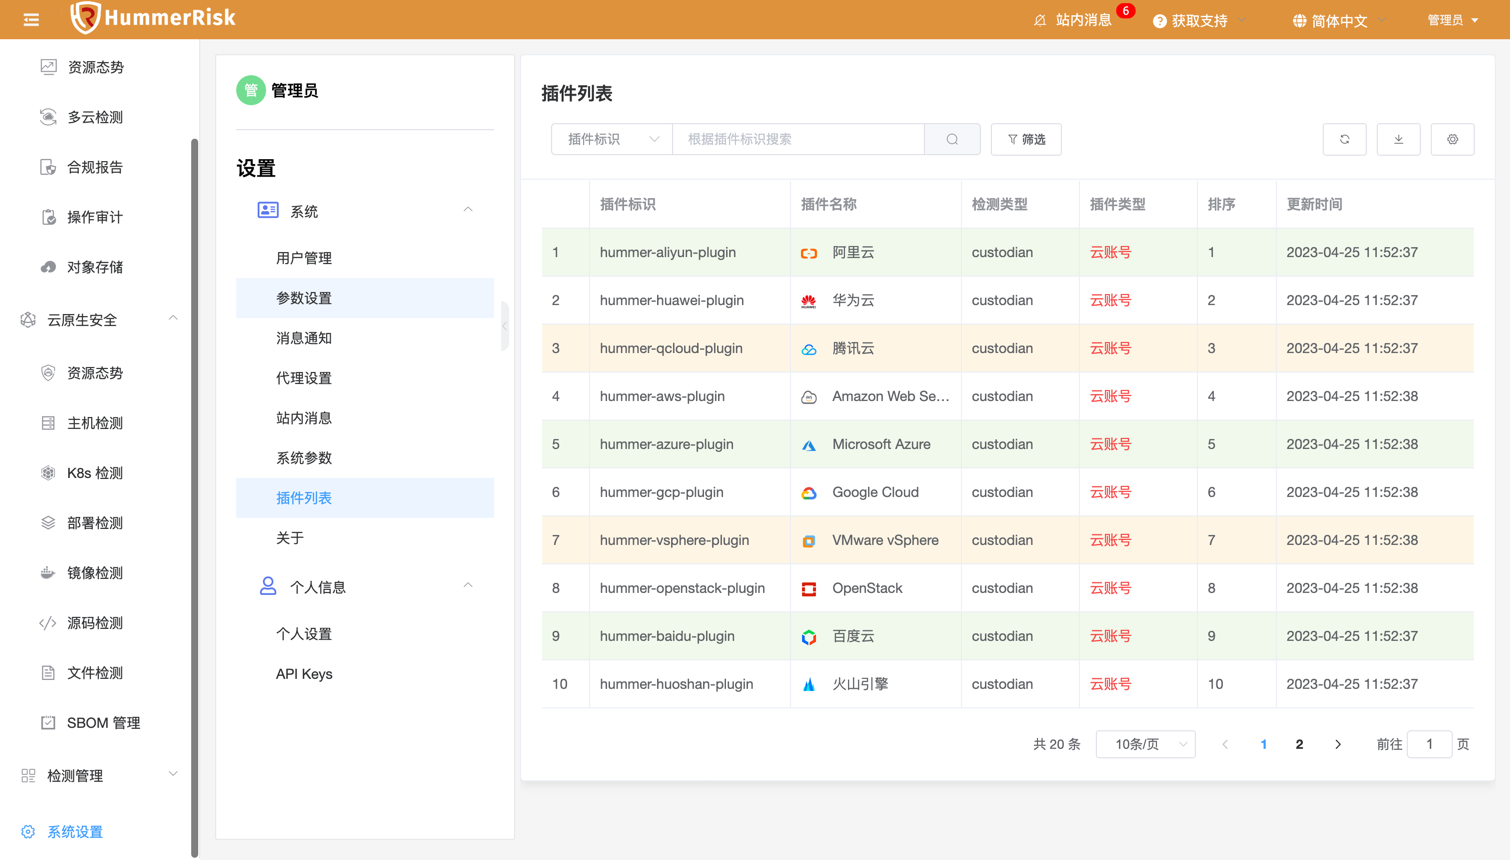 HummerRisk
站内消息 6
获取支持
简体中文
管理员
资源态势
多云检测
合规报告
操作审计
对象存储
云原生安全
资源态势
主机检测
K8s 检测
部署检测
镜像检测
源码检测
文件检测
SBOM 管理
检测管理
系统设置
管 管理员
设置
系统
用户管理
参数设置
消息通知
代理设置
站内消息
系统参数
插件列表
关于
个人信息
个人设置
API Keys
插件列表
插件标识 根据插件标识搜索 筛选
插件标识 插件名称 检测类型 插件类型 排序 更新时间
1 hummer-aliyun-plugin 阿里云 custodian 云账号 1 2023-04-25 11:52:37
2 hummer-huawei-plugin 华为云 custodian 云账号 2 2023-04-25 11:52:37
3 hummer-qcloud-plugin 腾讯云 custodian 云账号 3 2023-04-25 11:52:37
4 hummer-aws-plugin Amazon Web Se... custodian 云账号 4 2023-04-25 11:52:38
5 hummer-azure-plugin Microsoft Azure custodian 云账号 5 2023-04-25 11:52:38
6 hummer-gcp-plugin Google Cloud custodian 云账号 6 2023-04-25 11:52:38
7 hummer-vsphere-plugin VMware vSphere custodian 云账号 7 2023-04-25 11:52:38
8 hummer-openstack-plugin OpenStack custodian 云账号 8 2023-04-25 11:52:38
9 hummer-baidu-plugin 百度云 custodian 云账号 9 2023-04-25 11:52:37
10 hummer-huoshan-plugin 火山引擎 custodian 云账号 10 2023-04-25 11:52:37
共 20 条 10条/页 1 2 前往 1 页